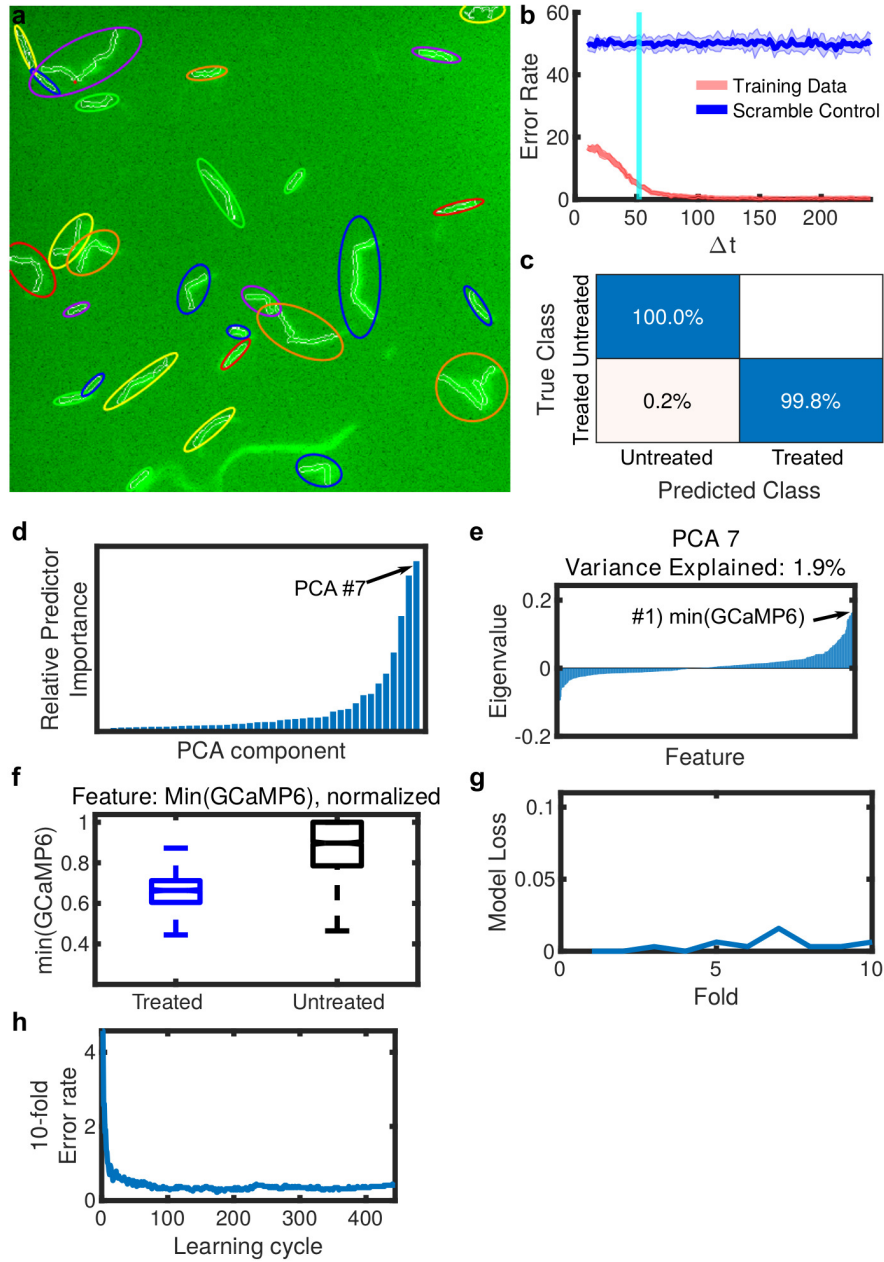 a
b
60
40
20
0
Error Rate
Training Data
Scramble Control
0
50
100
150
200
Δt
c
True Class
Treated Untreated
100.0%
0.2%
99.8%
Untreated
Treated
Predicted Class
d
Relative Predictor
Importance
PCA #7
PCA component
e
PCA 7
Variance Explained: 1.9%
#1) min(GCaMP6)
Eigenvalue
0.2
0
-0.2
Feature
f
Feature: Min(GCaMP6), normalized
min(GCaMP6)
1
0.8
0.6
0.4
Treated
Untreated
g
Model Loss
0.1
0.05
0
0
5
10
Fold
h
10-fold
Error rate
4
2
0
0
100
200
300
400
Learning cycle